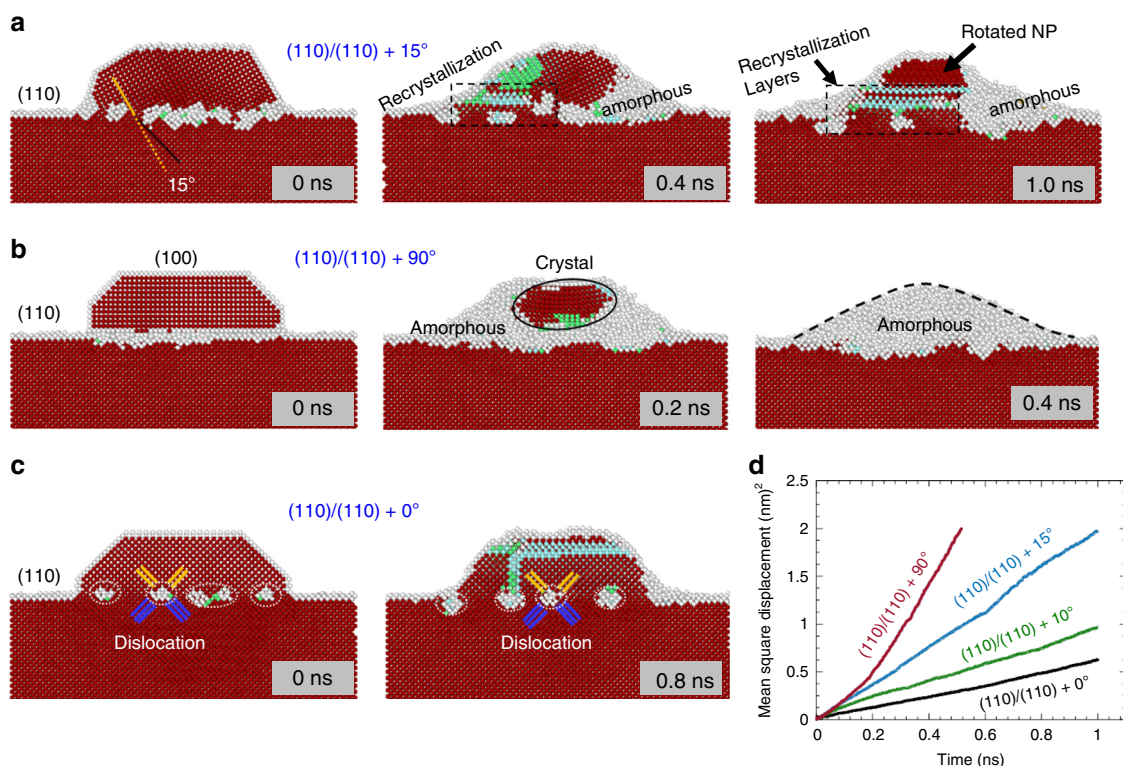 a
(110)/(110) + 15°
(110)
15°
0 ns
Recrystallization
amorphous
0.4 ns
Recrystallization
Layers
Rotated NP
amorphous
1.0 ns
b
(100)
(110)/(110) + 90°
(110)
0 ns
Crystal
Amorphous
0.2 ns
Amorphous
0.4 ns
c
(110)/(110) + 0°
(110)
Dislocation
0 ns
Dislocation
0.8 ns
d
Mean square displacement (nm)²
2.5
2
1.5
1
0.5
0
(110)/(110) + 90°
(110)/(110) + 15°
(110)/(110) + 10°
(110)/(110) + 0°
0 0.2 0.4 0.6 0.8 1
Time (ns)